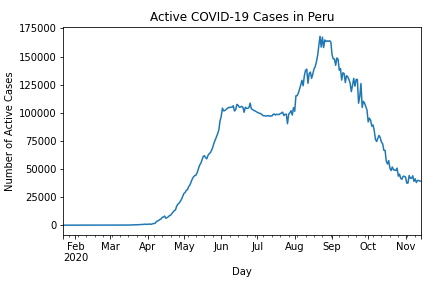 Active COVID-19 Cases in Peru
175000
150000
125000
100000
75000
50000
25000
0
Number of Active Cases
Feb Mar Apr May Jun Jul Aug Sep Oct Nov
2020
Day